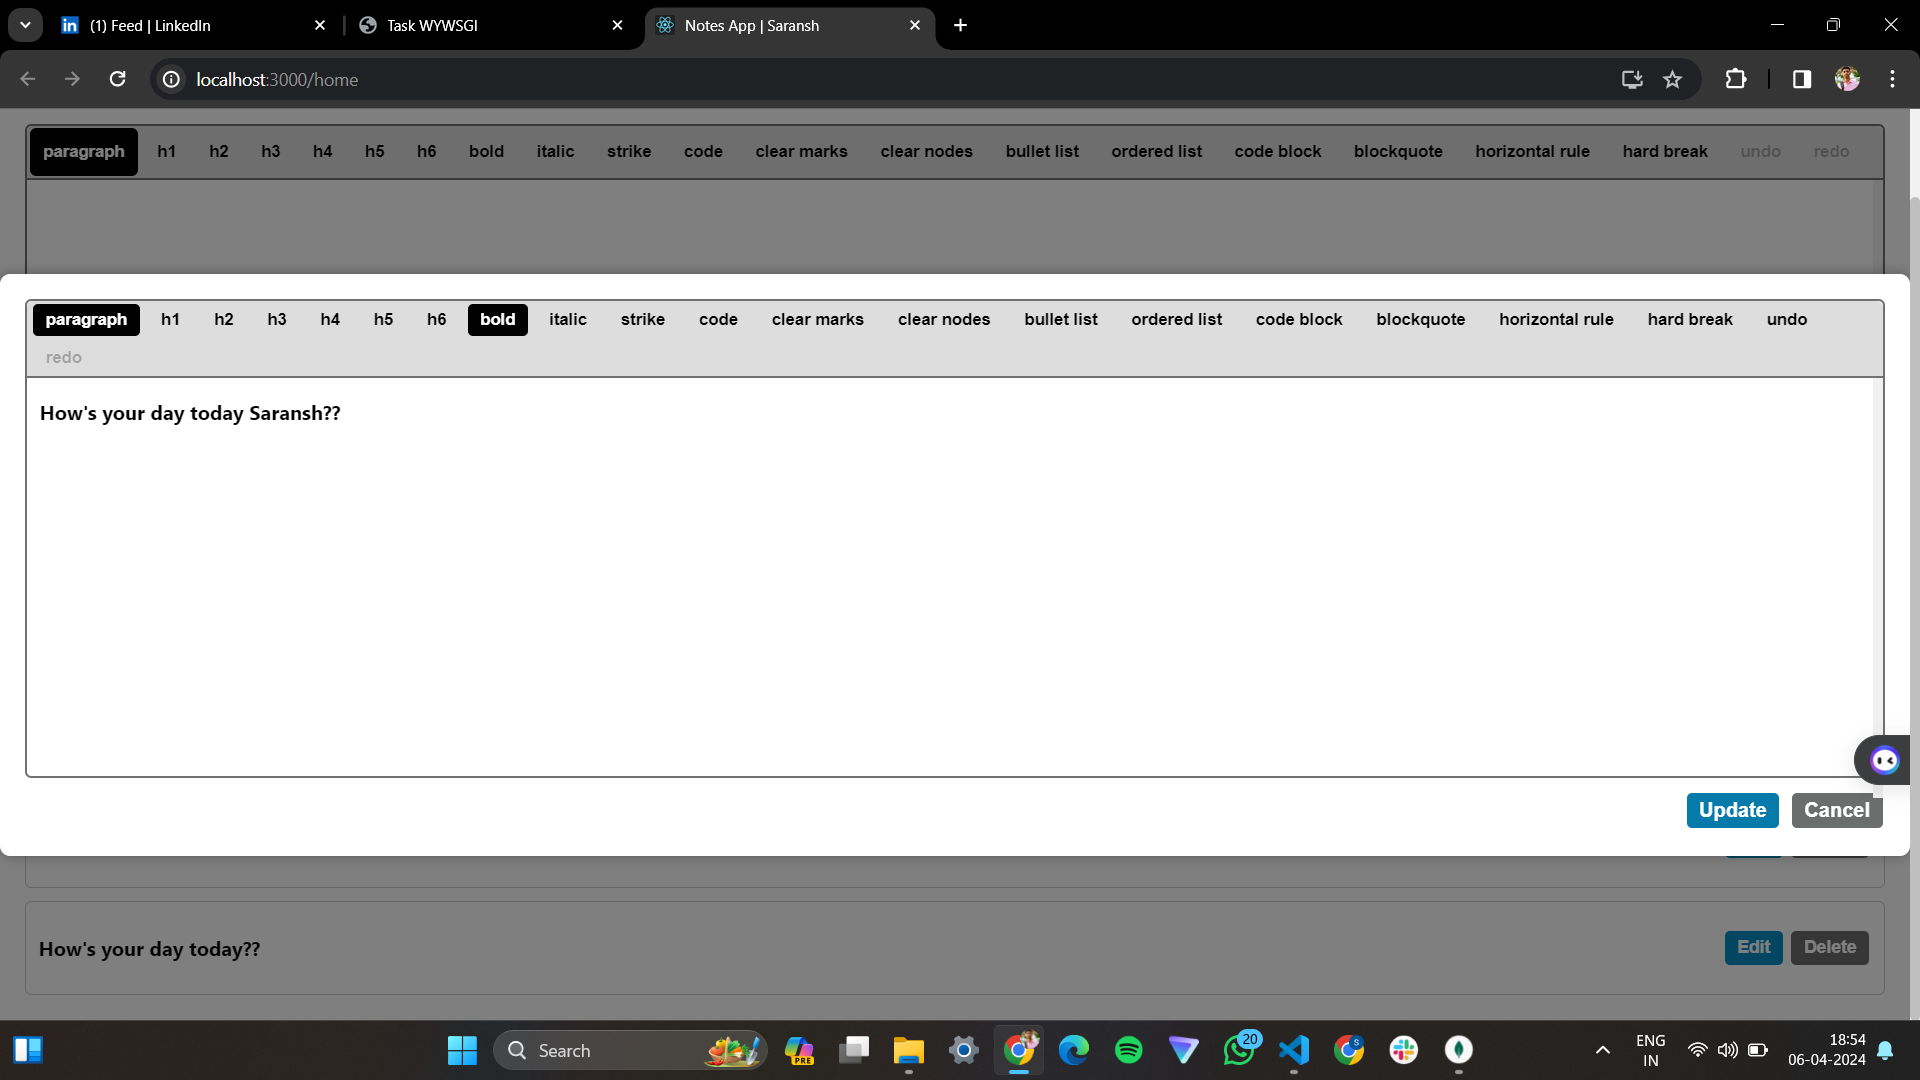 (1) Feed | LinkedIn
Task WYWSGI
Notes App | Saransh
localhost:3000/home
paragraph h1 h2 h3 h4 h5 h6 bold italic strike code clear marks clear nodes bullet list ordered list code block blockquote horizontal rule hard break undo redo
paragraph h1 h2 h3 h4 h5 h6 bold italic strike code clear marks clear nodes bullet list ordered list code block blockquote horizontal rule hard break undo
redo
How's your day today Saransh??
Update Cancel
How's your day today??
Edit Delete
Search
PRE
20
S
ENG
IN
18:54
06-04-2024